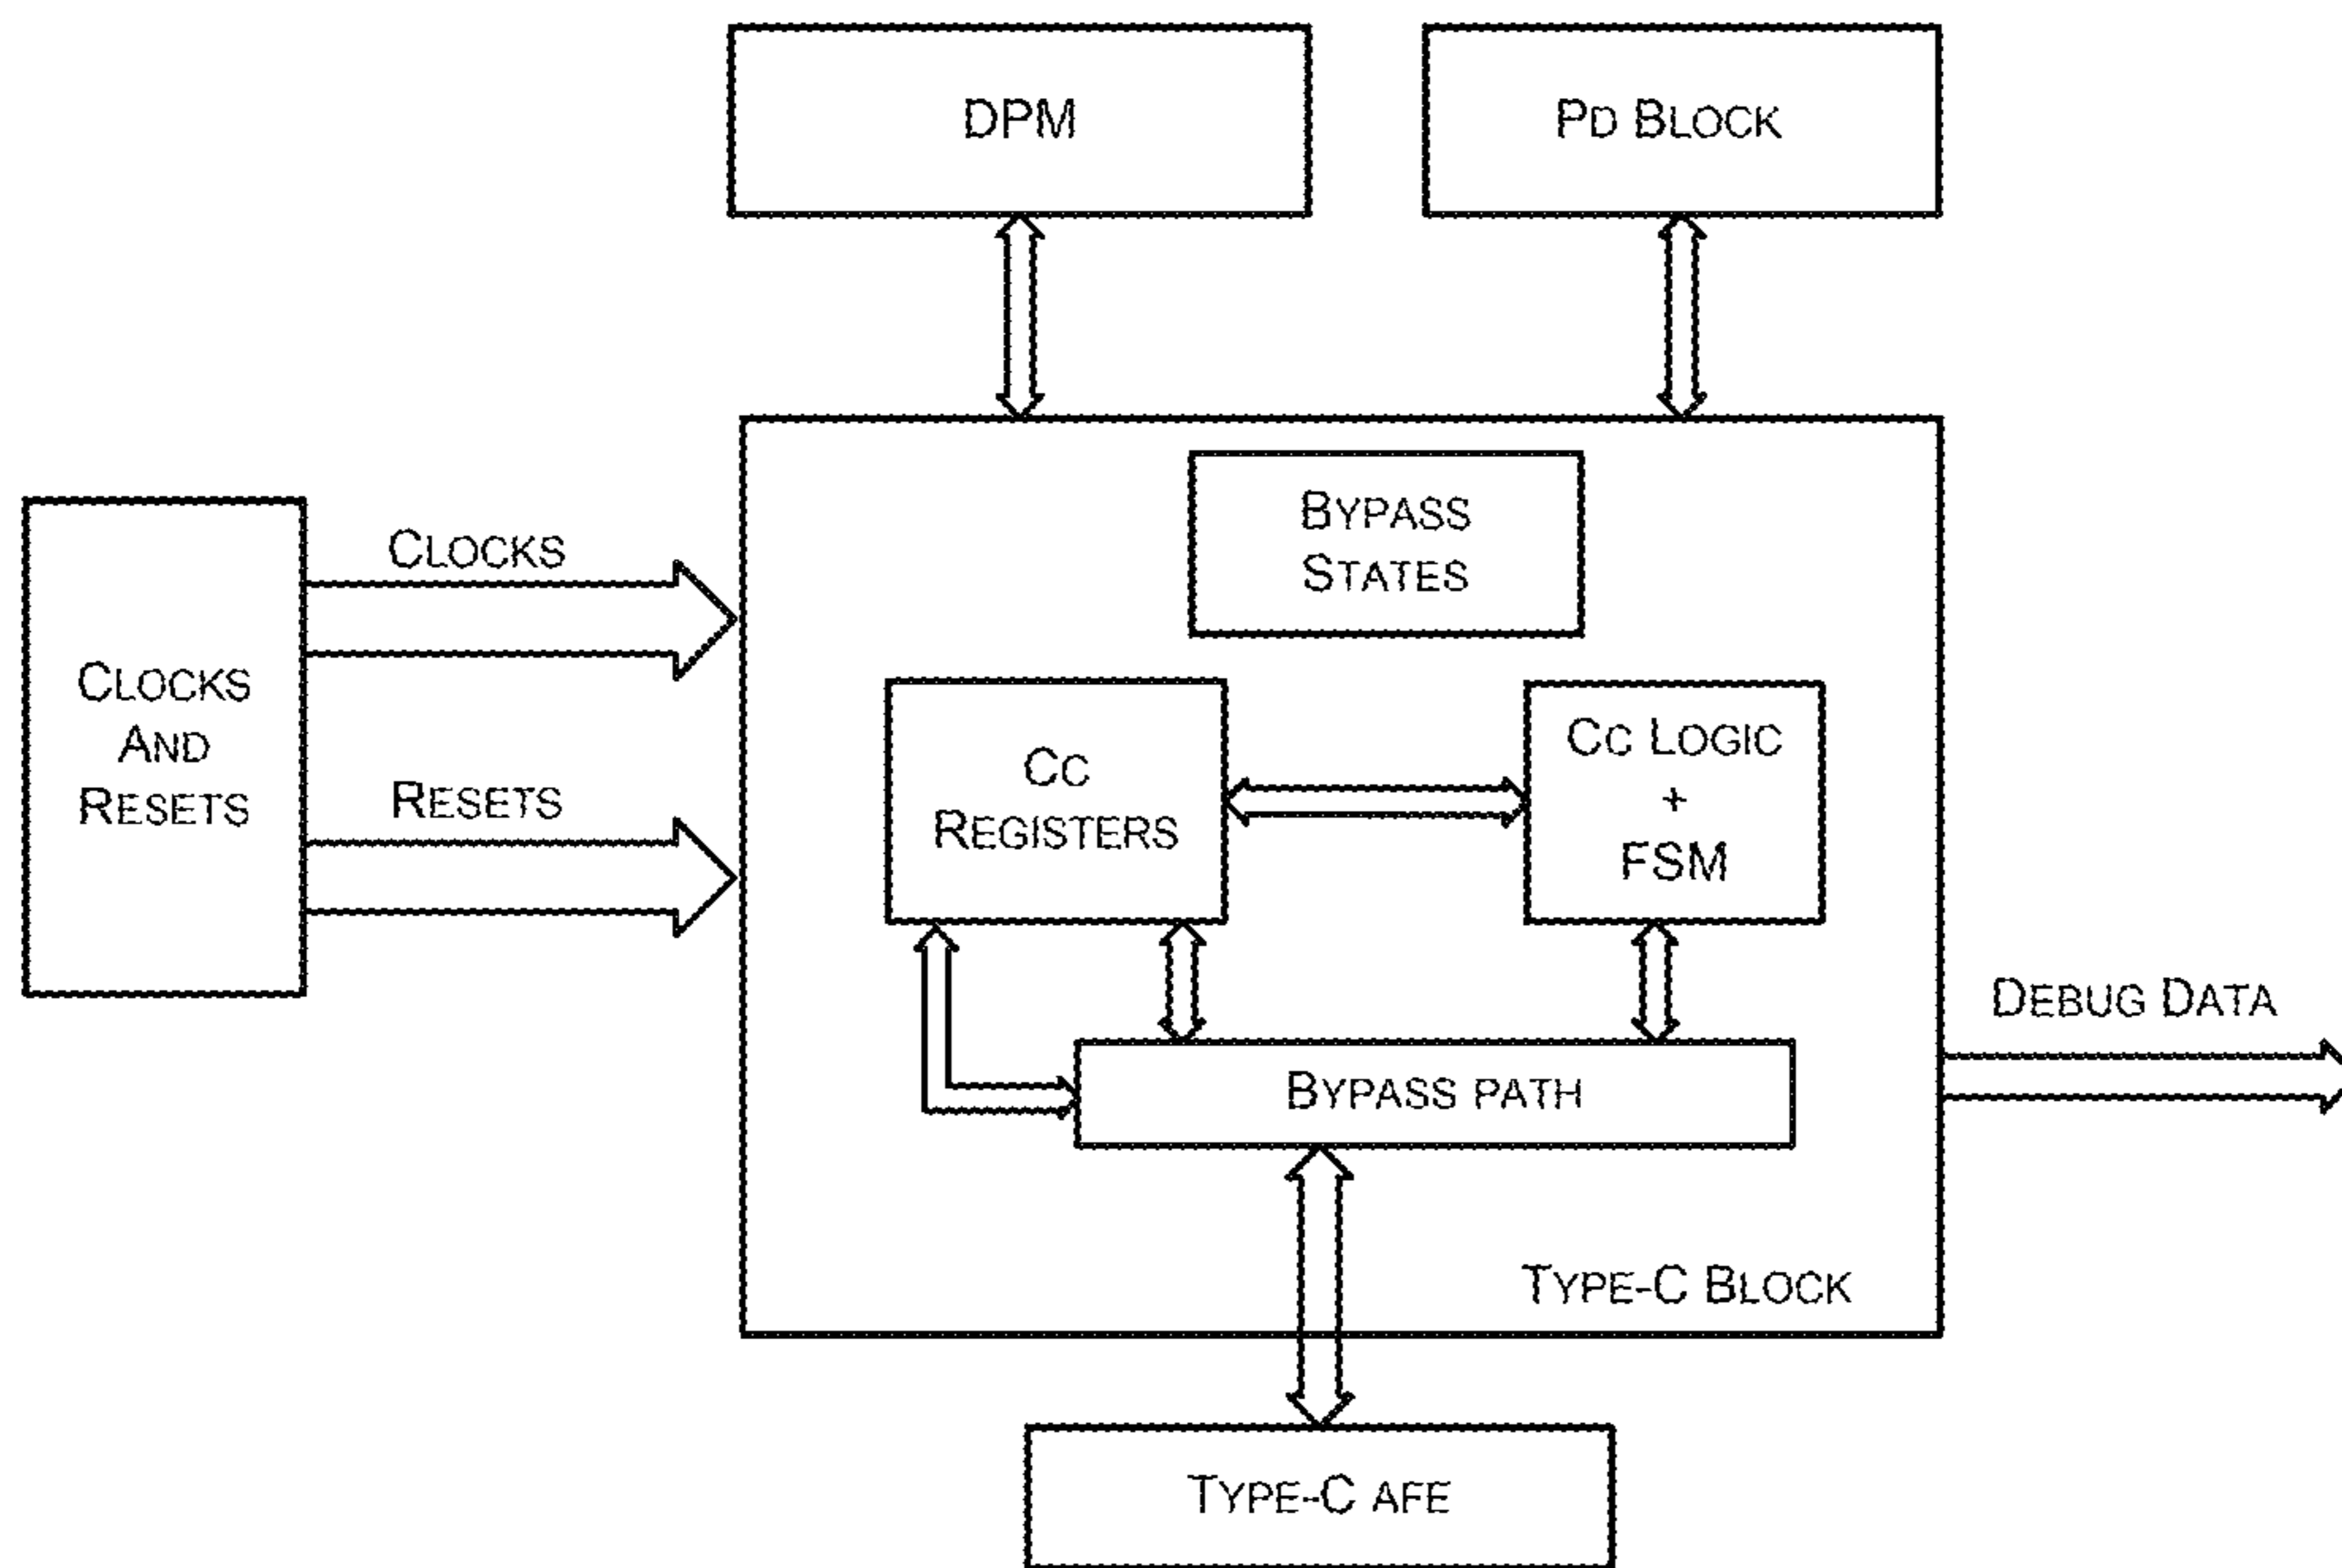 DPM
PD BLOCK
BYPASS
STATES
CLOCKS
CLOCKS
AND
RESETS
RESETS
CC
REGISTERS
CC LOGIC
+
FSM
DEBUG DATA
BYPASS PATH
TYPE-C BLOCK
TYPE-C AFE